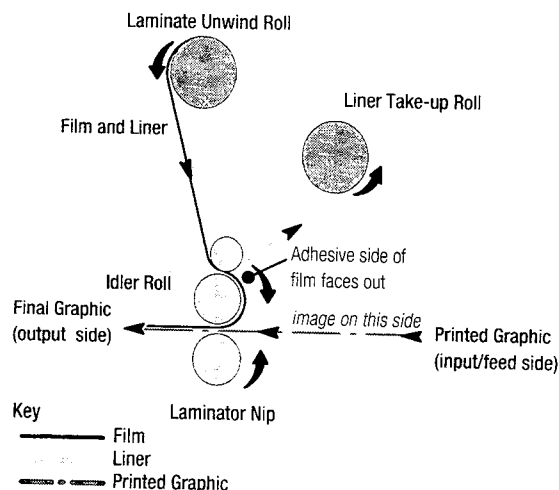 Laminate Unwind Roll
Liner Take-up Roll
Film and Liner
Adhesive side of
film faces out
Idler Roll
Final Graphic
(output side)
image on this side
Printed Graphic
(input/feed side)
Laminator Nip
Key
Film
Liner
Printed Graphic